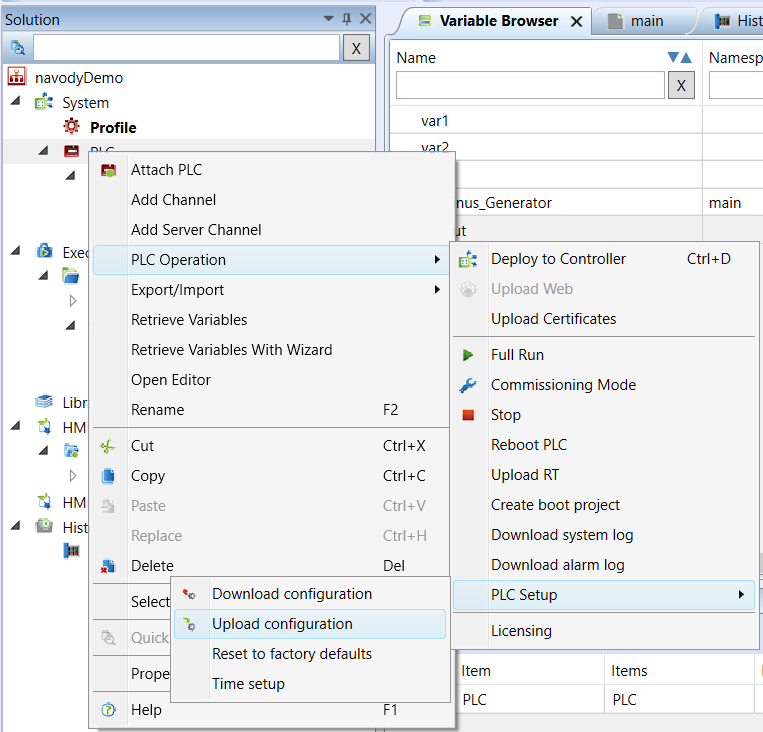 Solution
X
navodyDemo
System
Profile
PLC
Exec
Libr
HM
HM
Hist
Variable Browser
main
Hist
Name
Namesp
X
var1
var2
nus_Generator
main
ut
Attach PLC
Add Channel
Add Server Channel
PLC Operation
Export/Import
Retrieve Variables
Retrieve Variables With Wizard
Open Editor
Rename F2
Cut Ctrl+X
Copy Ctrl+C
Paste Ctrl+V
Replace Ctrl+H
Delete Del
Select
Quick
Prope
Help F1
Deploy to Controller Ctrl+D
Upload Web
Upload Certificates
Full Run
Commissioning Mode
Stop
Reboot PLC
Upload RT
Create boot project
Download system log
Download alarm log
PLC Setup
Licensing
Download configuration
Upload configuration
Reset to factory defaults
Time setup
Item Items
PLC PLC